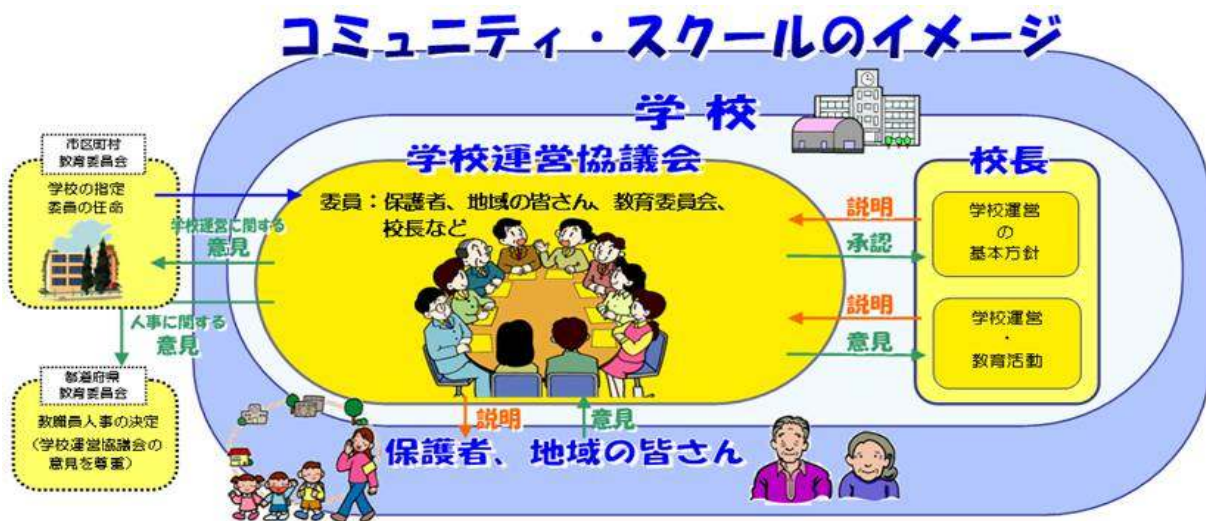 コミュニティ・スクールのイメージ
学校
市区町村
教育委員会
学校の指定
委員の任命
学校運営に関する
意見
人事に関する
意見
都道府県
教育委員会
教職員人事の決定
（学校運営協議会の
意見を尊重）
学校運営協議会
委員：保護者、地域の皆さん、教育委員会、
校長など
説明
承認
説明
意見
校長
学校運営
の
基本方針
学校運営
・
教育活動
説明
意見
保護者、地域の皆さん